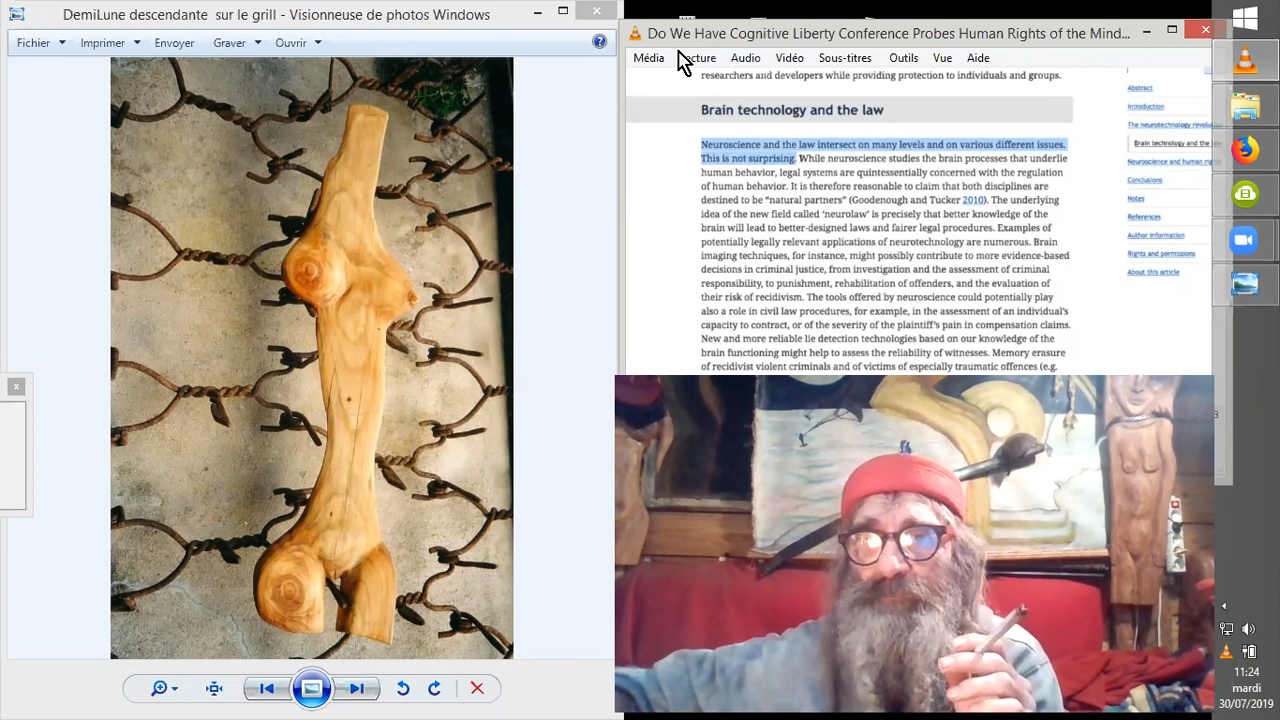 DemiLune descendante sur le grill - Visionneuse de photos Windows
Fichier Imprimer Envoyer Graver Ouvrir
Do We Have Cognitive Liberty Conference Probes Human Rights of the Mind...
Média Lecture Audio Vidéo Sous-titres Outils Vue Aide
researchers and developers while providing protection to individuals and groups.
Brain technology and the law
Neuroscience and the law intersect on many levels and on various different issues.
This is not surprising. While neuroscience studies the brain processes that underlie
human behavior, legal systems are quintessentially concerned with the regulation
of human behavior. It is therefore reasonable to claim that both disciplines are
destined to be “natural partners” (Goodenough and Tucker 2010). The underlying
idea of the new field called ‘neurolaw’ is precisely that better knowledge of the
brain will lead to better-designed laws and fairer legal procedures. Examples of
potentially legally relevant applications of neurotechnology are numerous. Brain
imaging techniques, for instance, might possibly contribute to more evidence-based
decisions in criminal justice, from investigation and the assessment of criminal
responsibility, to punishment, rehabilitation of offenders, and the evaluation of
their risk of recidivism. The tools offered by neuroscience could potentially play
also a role in civil law procedures, for example, in the assessment of an individual’s
capacity to contract, or of the severity of the plaintiff’s pain in compensation claims.
New and more reliable lie detection technologies based on our knowledge of the
brain functioning might help to assess the reliability of witnesses. Memory erasure
of recidivist violent criminals and of victims of especially traumatic offences (e.g.
Abstract
Introduction
The neurotechnology revolu
Brain technology and the la
Neuroscience and human rig
Conclusions
Notes
References
Author information
Rights and permissions
About this article
11:24
mardi
30/07/2019